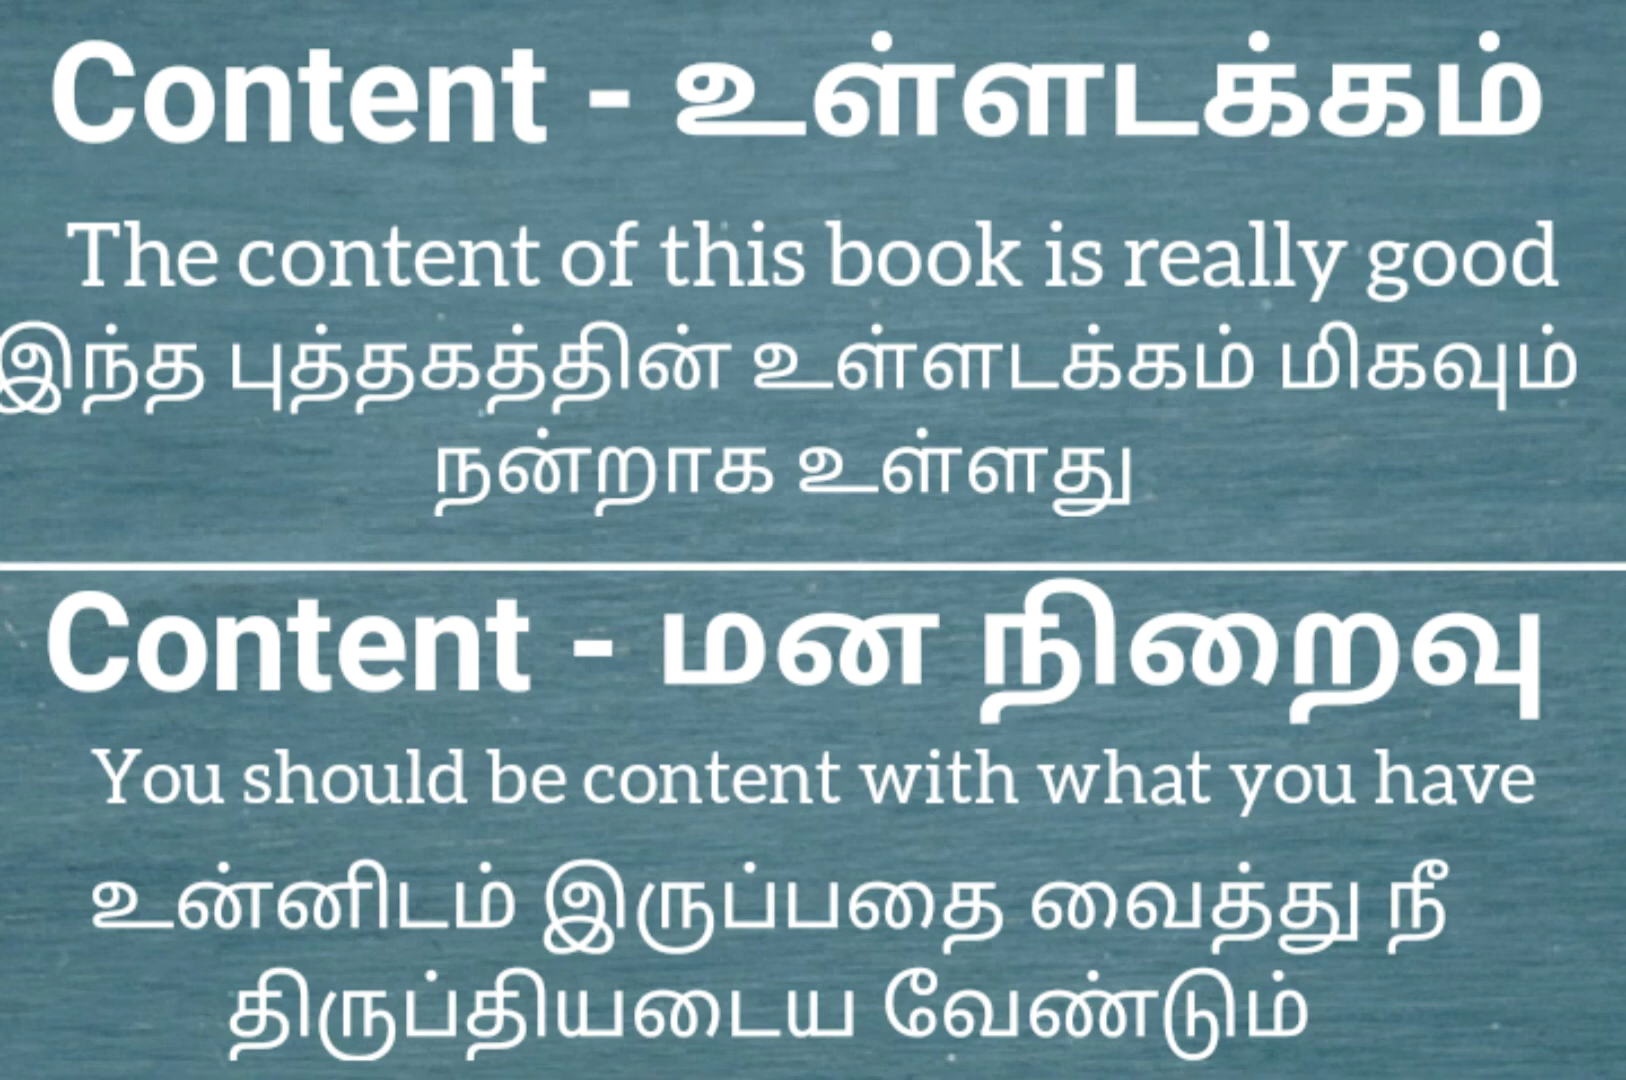 Content - உள்ளடக்கம்
The content of this book is really good
இந்த புத்தகத்தின் உள்ளடக்கம் மிகவும்
நன்றாக உள்ளது
Content - மன நிறைவு
You should be content with what you have
உன்னிடம் இருப்பதை வைத்து நீ
திருப்தியடைய வேண்டும்